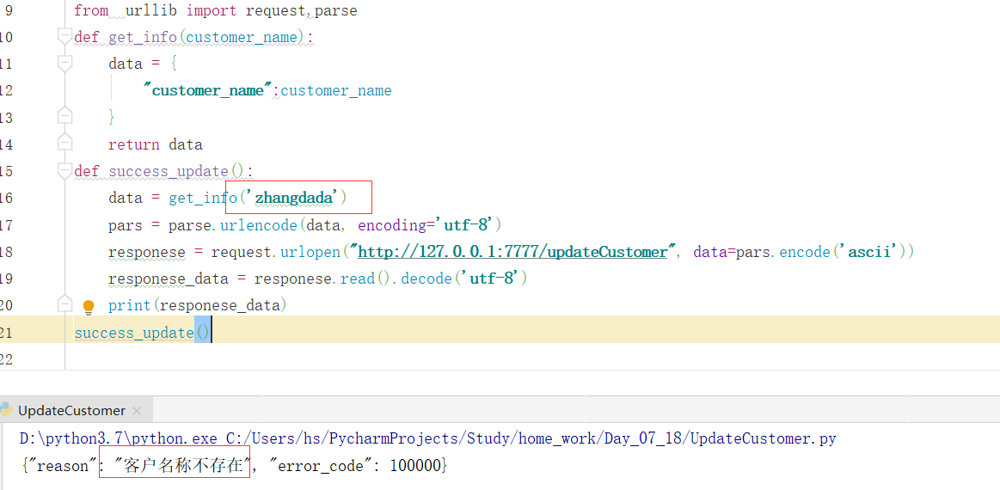 9 from  urllib import request,parse
10 def get_info(customer_name):
11 data = {
12 "customer_name":customer_name
13 }
14 return data
15 def success_update():
16 data = get_info('zhangdada')
17 pars = parse.urlencode(data, encoding='utf-8')
18 responese = request.urlopen("http://127.0.0.1:7777/updateCustomer", data=pars.encode('ascii'))
19 responese_data = responese.read().decode('utf-8')
20 print(responese_data)
21 success_update()
22
UpdateCustomer ×
D:\python3.7\python.exe C:/Users/hs/PycharmProjects/Study/home_work/Day_07_18/UpdateCustomer.py
{"reason": "客户名称不存在", "error_code": 100000}